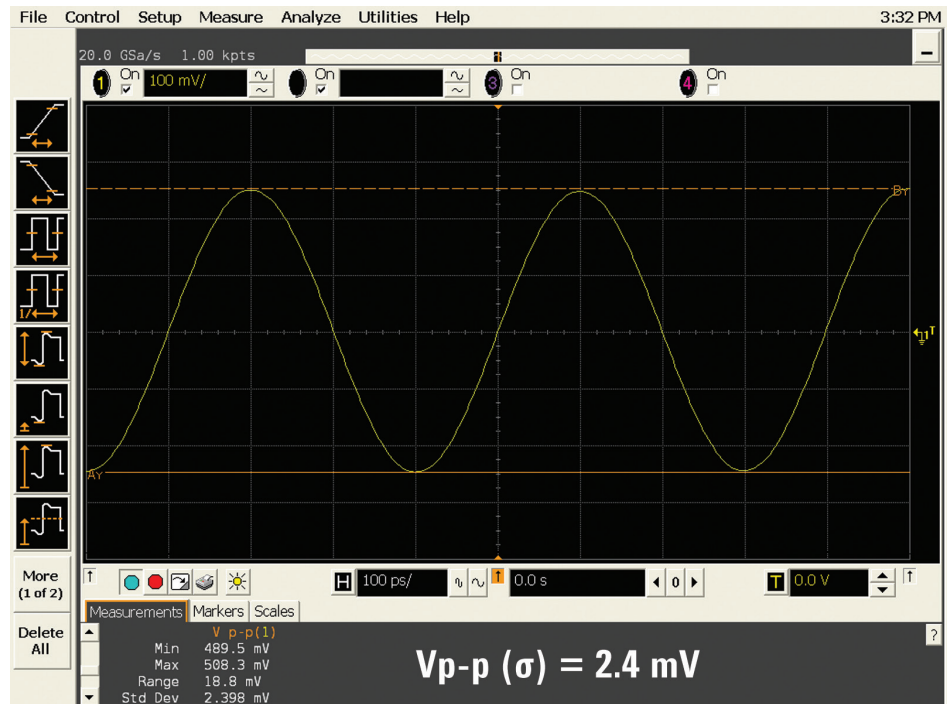 File Control Setup Measure Analyze Utilities Help 3:32 PM
20.0 GSa/s 1.00 kpts
1 On 100 mV/ On 3 On 4 On
BY
1 T
AY
1/
More
(1 of 2)
Delete
All
H 100 ps/ 0.0 s 0 T 0.0 V
Measurements Markers Scales
V p-p(1)
?
Min 489.5 mV
Max 508.3 mV
Range 18.8 mV
Std Dev 2.398 mV
Vp-p (σ) = 2.4 mV